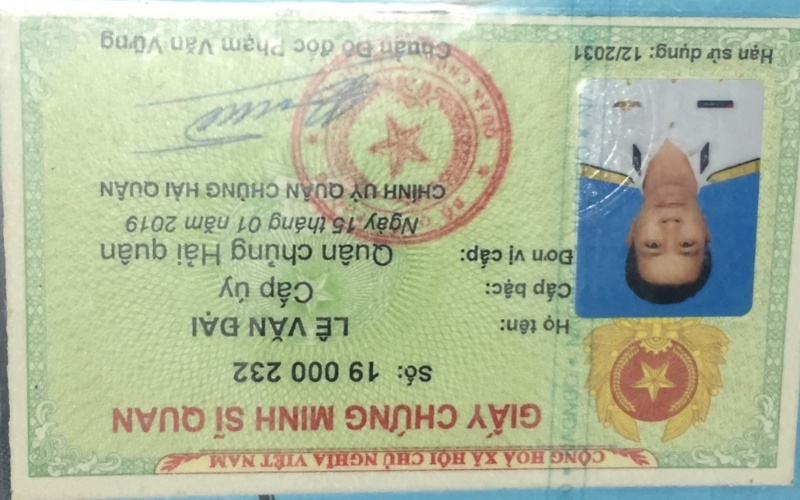 CỘNG HOÀ XÃ HỘI CHỦ NGHĨA VIỆT NAM
GIẤY CHỨNG MINH SĨ QUAN
Số: 19 000 232
Họ tên: LÊ VĂN ĐẠI
Cấp bậc: Cấp úy
Đơn vị cấp: Quân chủng Hải quân
Ngày 15 tháng 01 năm 2019
CHÍNH UỶ QUÂN CHỦNG HẢI QUÂN
Chuẩn Đô đốc Phạm Văn Vững
Hạn sử dụng: 12/2031